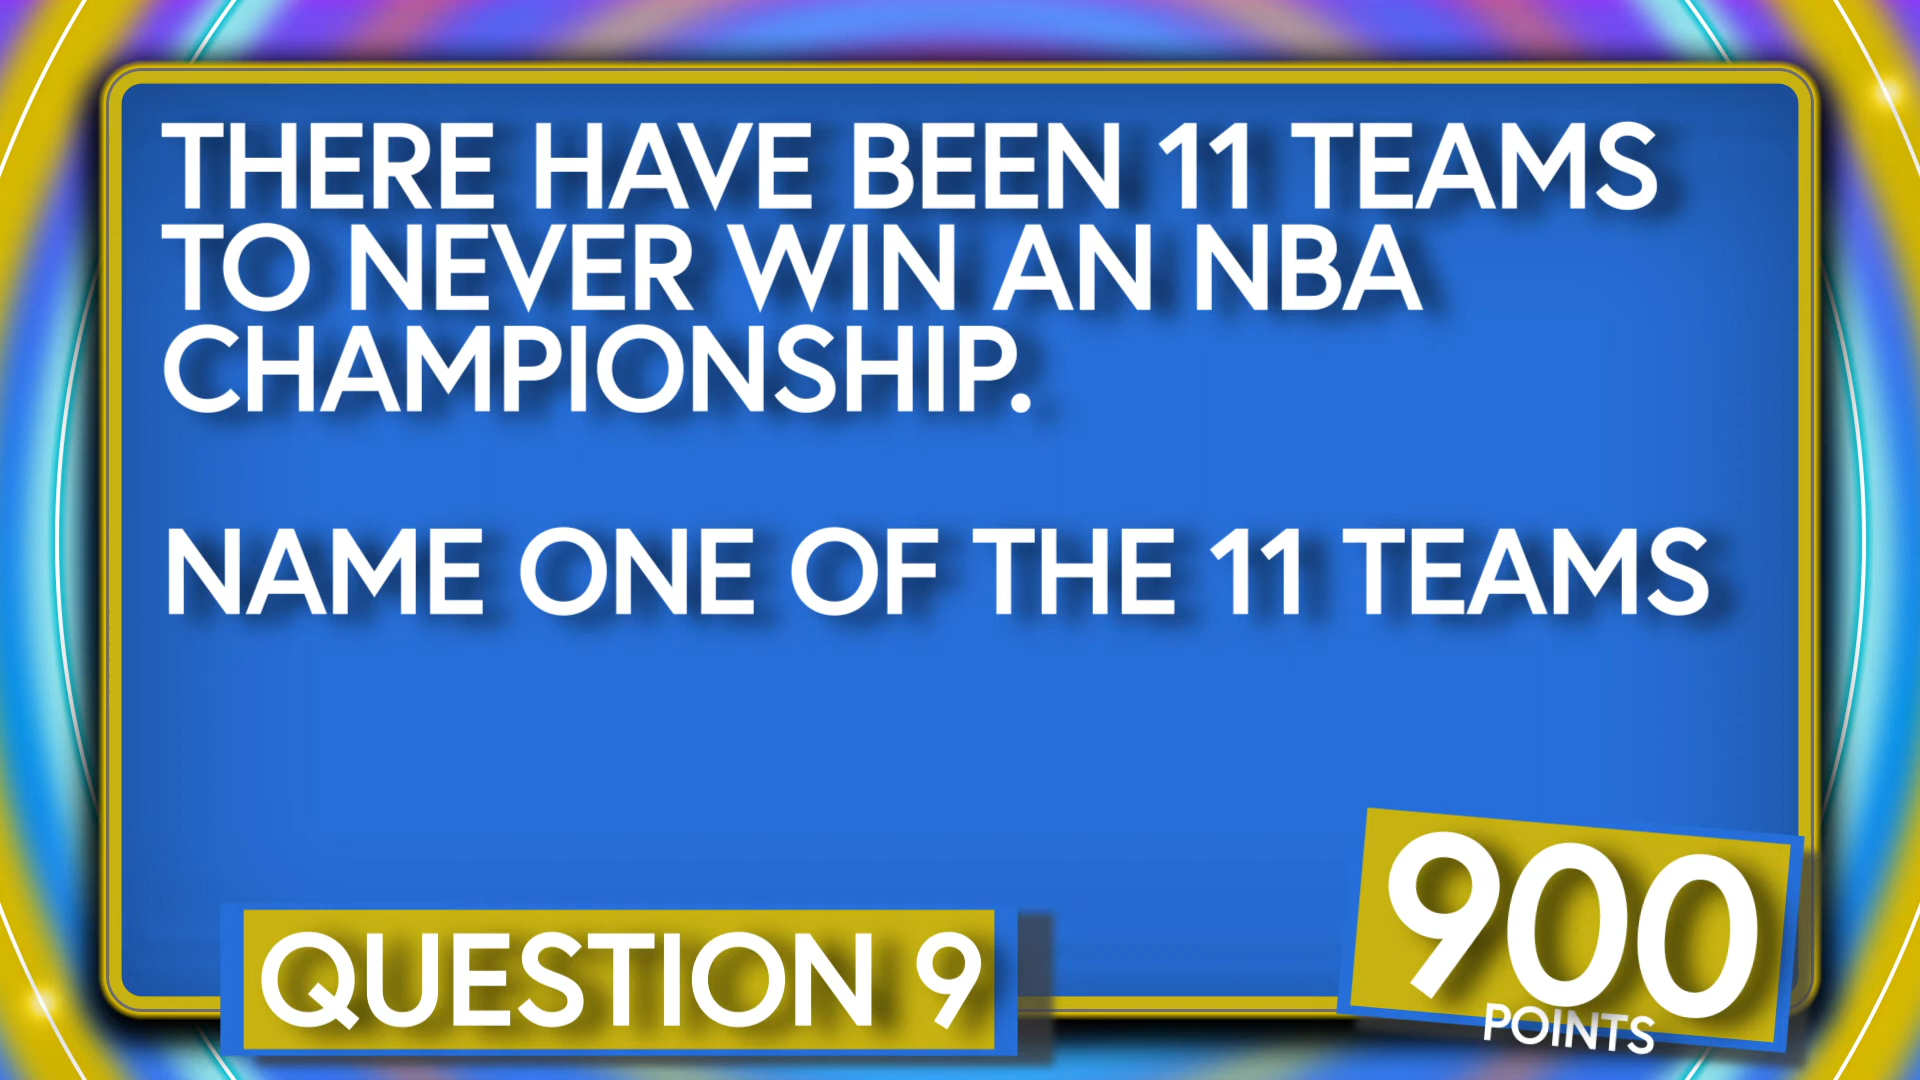 THERE HAVE BEEN 11 TEAMS
TO NEVER WIN AN NBA
CHAMPIONSHIP.
NAME ONE OF THE 11 TEAMS
QUESTION 9
900
POINTS